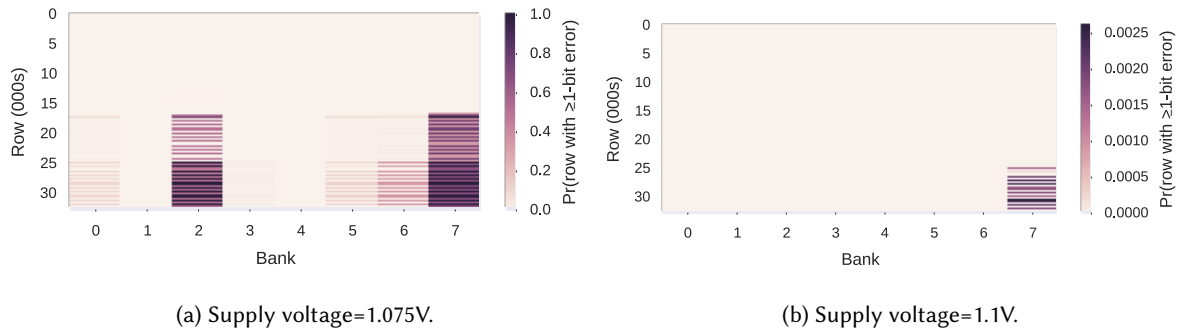 0
5
10
15
20
25
30
Row (000s)
0 1 2 3 4 5 6 7
Bank
1.0
0.8
0.6
0.4
0.2
0.0
Pr(row with ≥1-bit error)
(a) Supply voltage=1.075V.
0
5
10
15
20
25
30
Row (000s)
0 1 2 3 4 5 6 7
Bank
0.0025
0.0020
0.0015
0.0010
0.0005
0.0000
Pr(row with ≥1-bit error)
(b) Supply voltage=1.1V.